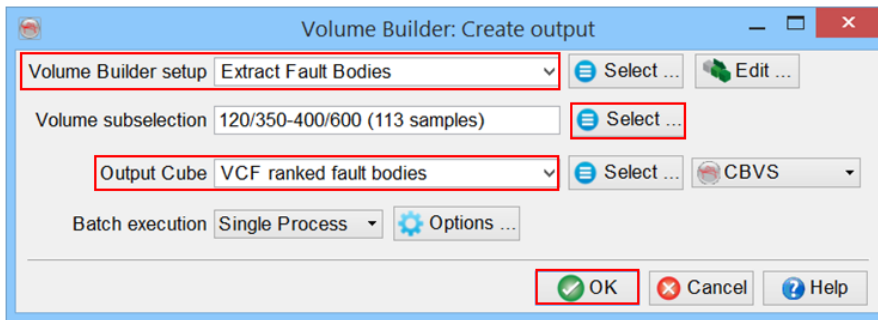 Volume Builder: Create output
Volume Builder setup Extract Fault Bodies Select ... Edit ...
Volume subselection 120/350-400/600 (113 samples) Select ...
Output Cube VCF ranked fault bodies Select ... CBVS
Batch execution Single Process Options ...
OK Cancel Help